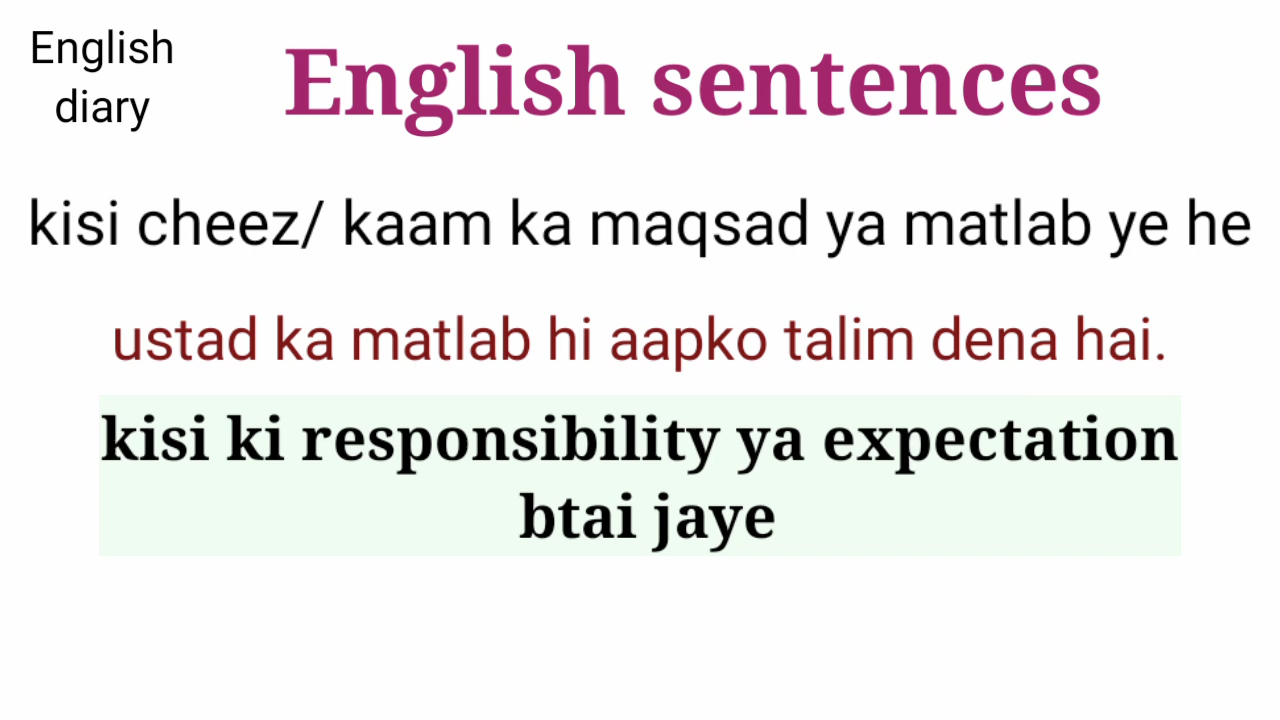 English
diary
English sentences
kisi cheez/ kaam ka maqsad ya matlab ye he
ustad ka matlab hi aapko talim dena hai.
kisi ki responsibility ya expectation
btai jaye